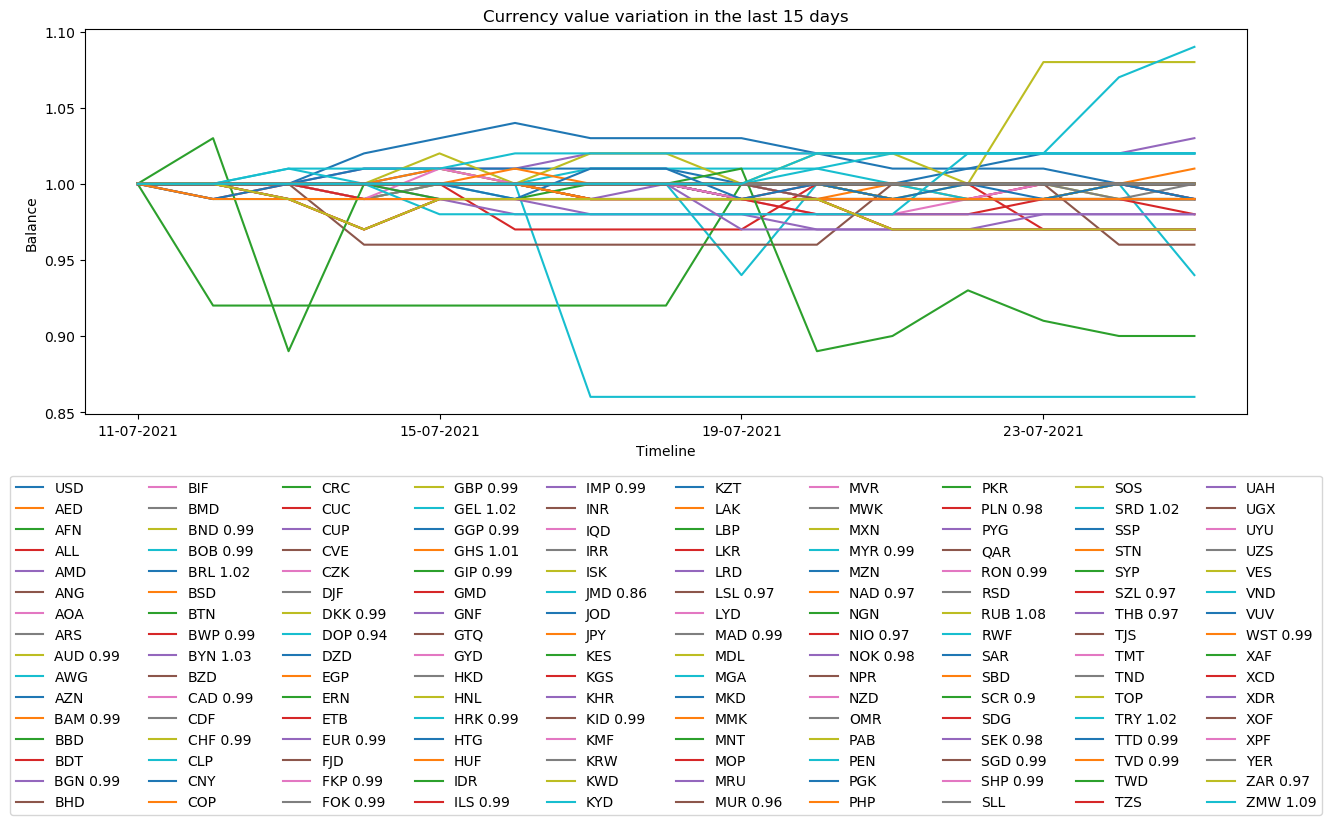 Currency value variation in the last 15 days
1.10
1.05
1.00
0.95
0.90
0.85
Balance
11-07-2021 15-07-2021 19-07-2021 23-07-2021
Timeline
USD BIF CRC GBP 0.99 IMP 0.99 KZT MVR PKR SOS UAH
AED BMD CUC GEL 1.02 INR LAK MWK PLN 0.98 SRD 1.02 UGX
AFN BND 0.99 CUP GGP 0.99 IQD LBP MXN PYG SSP UYU
ALL BOB 0.99 CVE GHS 1.01 IRR LKR MYR 0.99 QAR STN UZS
AMD BRL 1.02 CZK GIP 0.99 ISK LRD MZN RON 0.99 SYP VES
ANG BSD DJF GMD JMD 0.86 LSL 0.97 NAD 0.97 RSD SZL 0.97 VND
AOA BTN DKK 0.99 GNF JOD LYD NGN RUB 1.08 THB 0.97 VUV
ARS BWP 0.99 DOP 0.94 GTQ JPY MAD 0.99 NIO 0.97 RWF TJS WST 0.99
AUD 0.99 BYN 1.03 DZD GYD KES MDL NOK 0.98 SAR TMT XAF
AWG BZD EGP HKD KGS MGA NPR SBD TND XCD
AZN CAD 0.99 ERN HNL KHR MKD NZD SCR 0.9 TOP XDR
BAM 0.99 CDF ETB HRK 0.99 KID 0.99 MMK OMR SDG TRY 1.02 XOF
BBD CHF 0.99 EUR 0.99 HTG KMF MNT PAB SEK 0.98 TTD 0.99 XPF
BDT CLP FJD HUF KRW MOP PEN SGD 0.99 TVD 0.99 YER
BGN 0.99 CNY FKP 0.99 IDR KWD MRU PGK SHP 0.99 TWD ZAR 0.97
BHD COP FOK 0.99 ILS 0.99 KYD MUR 0.96 PHP SLL TZS ZMW 1.09